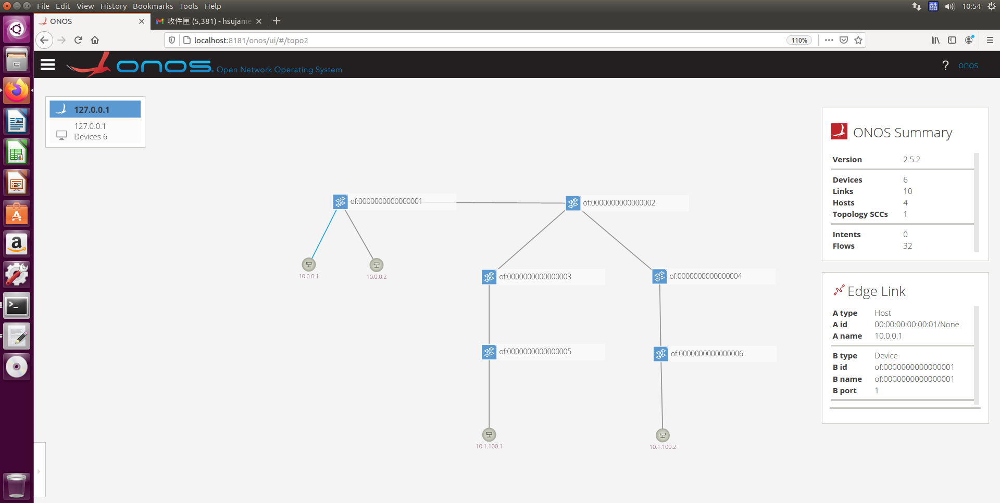 File Edit View History Bookmarks Tools Help
酷
10:54
ONOS
收件匣 (5,381) - hsujame
localhost:8181/onos/ui/#/topo2
110%
onos Open Network Operating System
? onos
127.0.0.1
127.0.0.1
Devices 6
of:0000000000000001
of:0000000000000002
10.0.0.1
10.0.0.2
of:0000000000000003
of:0000000000000004
of:0000000000000005
of:0000000000000006
10.1.100.1
10.1.100.2
ONOS Summary
Version 2.5.2
Devices 6
Links 10
Hosts 4
Topology SCCs 1
Intents 0
Flows 32
Edge Link
A type Host
A id 00:00:00:00:00:01/None
A name 10.0.0.1
B type Device
B id of:0000000000000001
B name of:0000000000000001
B port 1